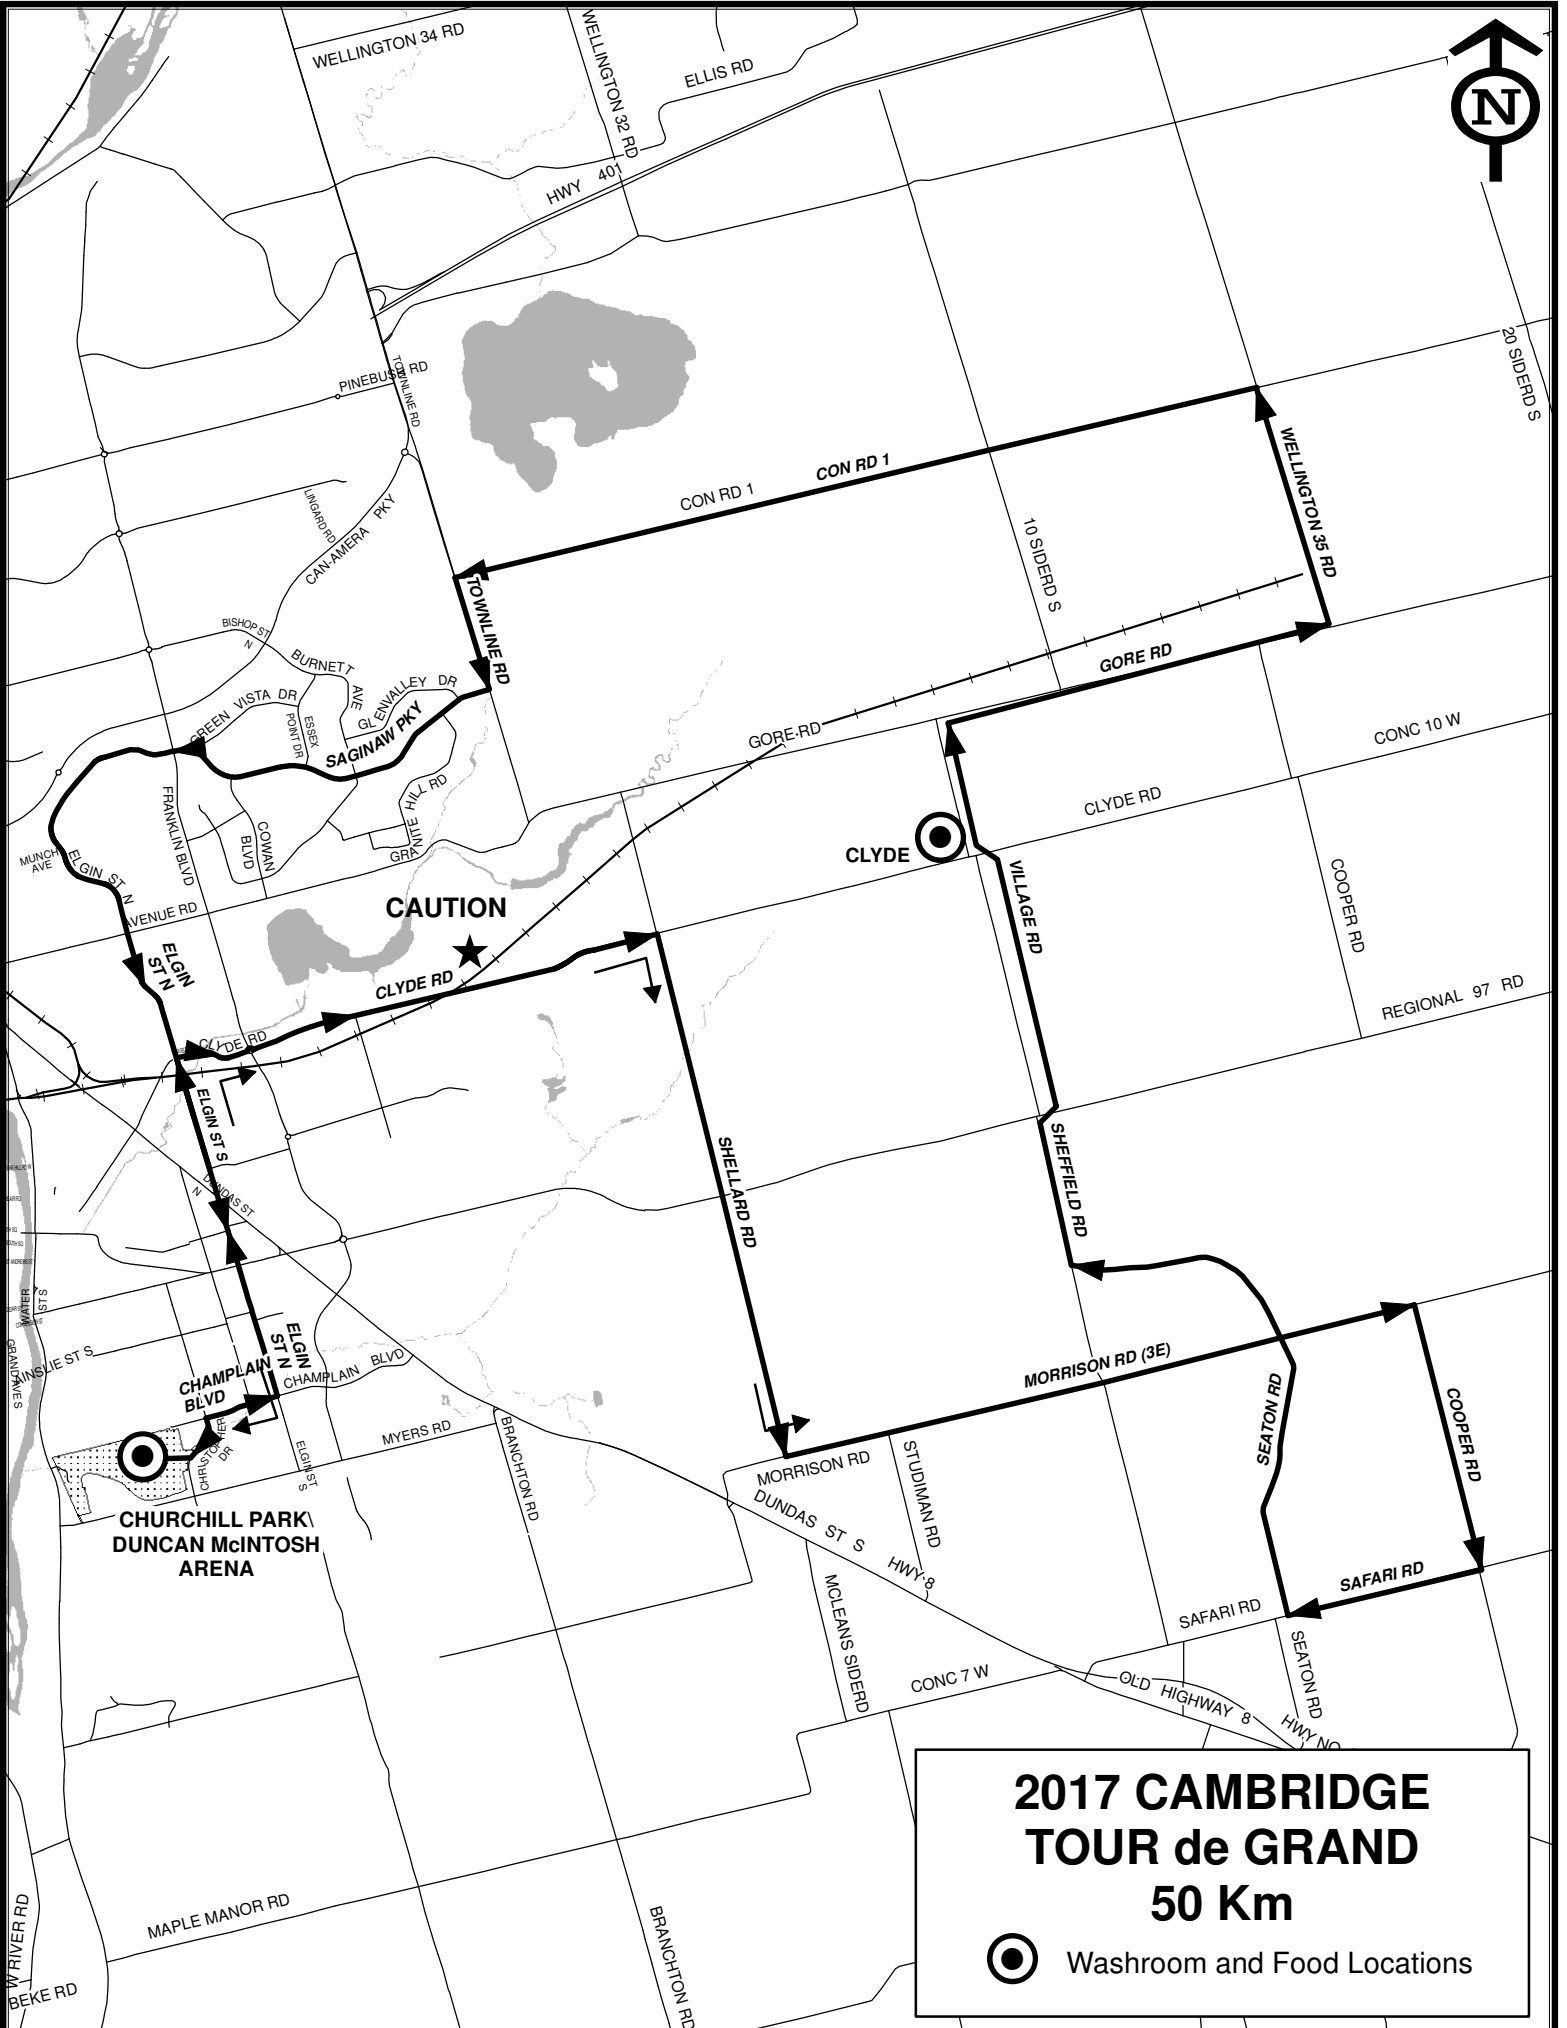 WELLINGTON 34 RD
WELLINGTON 32 RD
ELLIS RD
N
HWY 401
20 SIDERD S
PINEBUSH RD
TOWNLINE RD
CON RD 1
CON RD 1
WELLINGTON 35 RD
LINGARD RD
CAN-AMERA PKY
10 SIDERD S
TOWNLINE RD
BISHOP ST
N
BURNETT
AVE
GLENVALLEY DR
GREEN VISTA DR
ESSEX
POINT DR
SAGINAW PKY
GORE RD
GORE RD
CONC 10 W
CLYDE RD
GRANITE HILL RD
FRANKLIN BLVD
COWAN
BLVD
MUNCH
AVE
ELGIN ST N
CLYDE
VILLAGE RD
COOPER RD
AVENUE RD
CAUTION
ELGIN
ST N
CLYDE RD
REGIONAL 97 RD
CLYDE RD
ELGIN ST S
SHELLARD RD
SHEFFIELD RD
DUNDAS ST
N
WATER
ST S
GRAND AVE S
AINSLIE ST S
ELGIN
ST N
CHAMPLAIN
BLVD
CHAMPLAIN BLVD
MORRISON RD (3E)
SEATON RD
COOPER RD
CHRISTOPHER
DR
MYERS RD
ELGIN ST
S
BRANCHTON RD
MORRISON RD
STUDIMAN RD
CHURCHILL PARK\
DUNCAN McINTOSH
ARENA
DUNDAS ST S
HWY 8
SAFARI RD
SAFARI RD
MCLEANS SIDERD
CONC 7 W
SEATON RD
OLD HIGHWAY 8
HWY NO
MAPLE MANOR RD
W RIVER RD
BEKE RD
BRANCHTON RD
2017 CAMBRIDGE
TOUR de GRAND
50 Km
Washroom and Food Locations